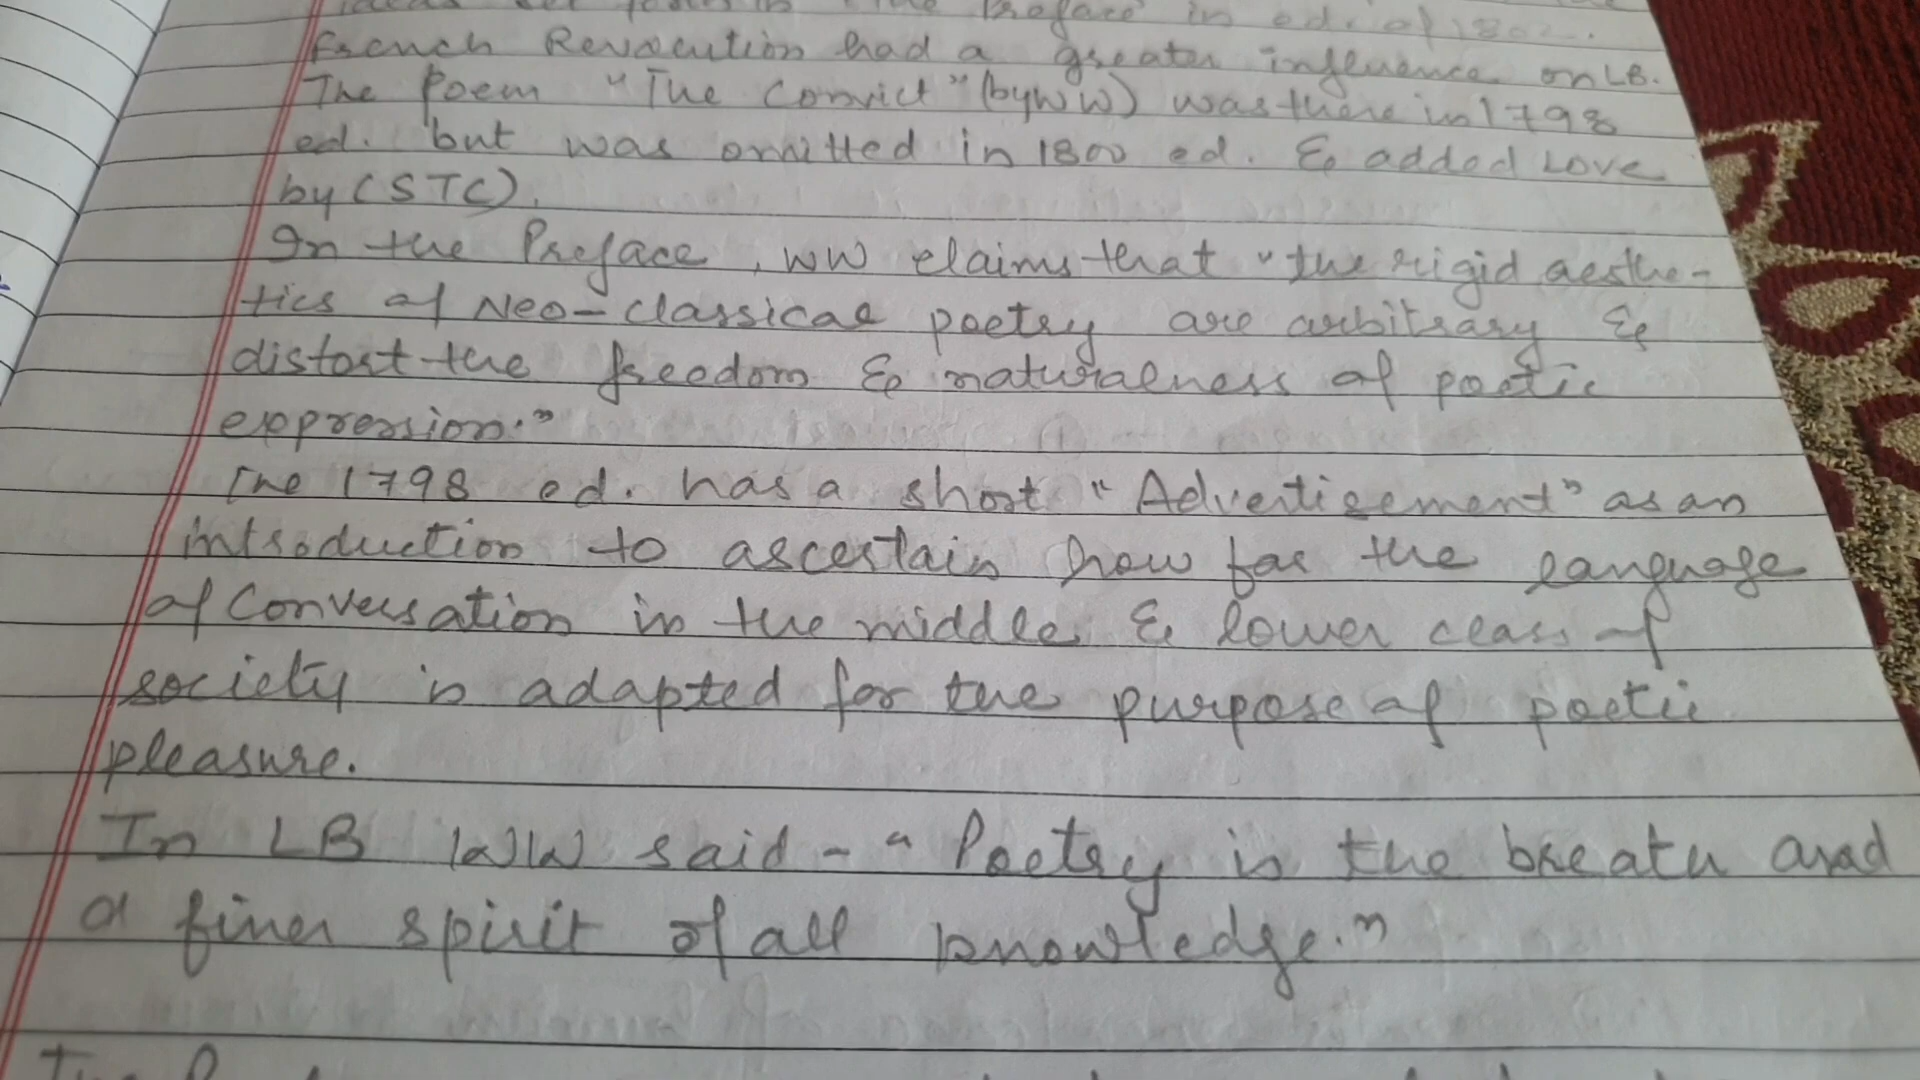 Preface in ed. of 1802.
French Revolution had a greater influence on LB.
The Poem "The Convict" (by WW) was there in 1798
ed. but was omitted in 1800 ed. & added Love
by (STC).
In the Preface, WW claims that "the rigid aesthe-
tics of Neo-classical poetry are arbitrary &
distort the freedom & naturalness of poetic
expression."
The 1798 ed. has a short "Advertisement" as an
introduction to ascertain how far the language
of Conversation in the middle & lower class of
society is adapted for the purpose of poetic
pleasure.
In LB WW said - "Poetry is the breath and
a finer spirit of all knowledge."